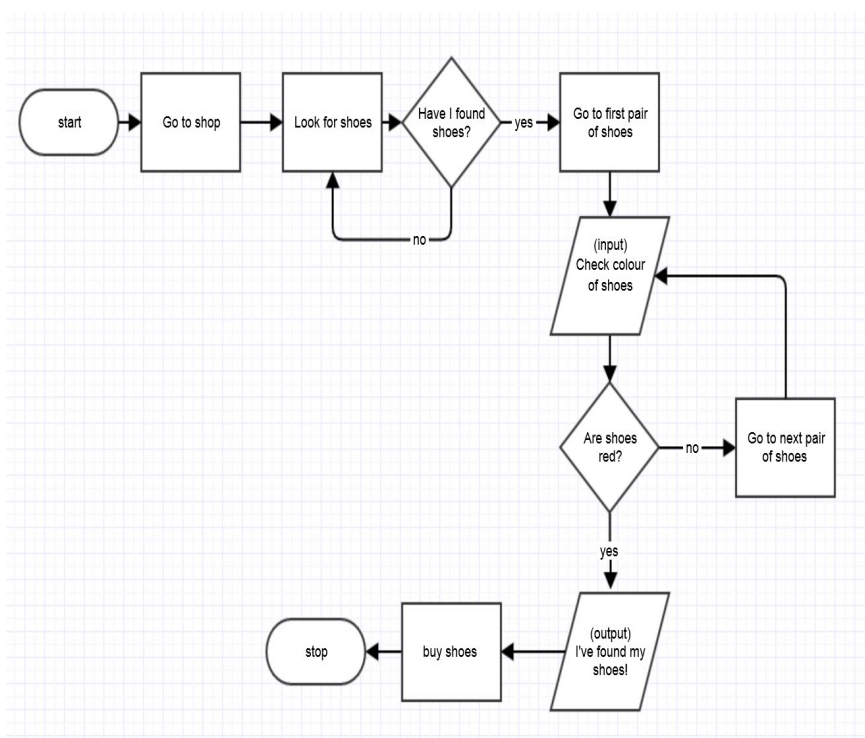 start
Go to shop
Look for shoes
Have I found
shoes?
yes
Go to first pair
of shoes
no
(input)
Check colour
of shoes
Are shoes
red?
no
Go to next pair
of shoes
yes
(output)
I've found my
shoes!
buy shoes
stop